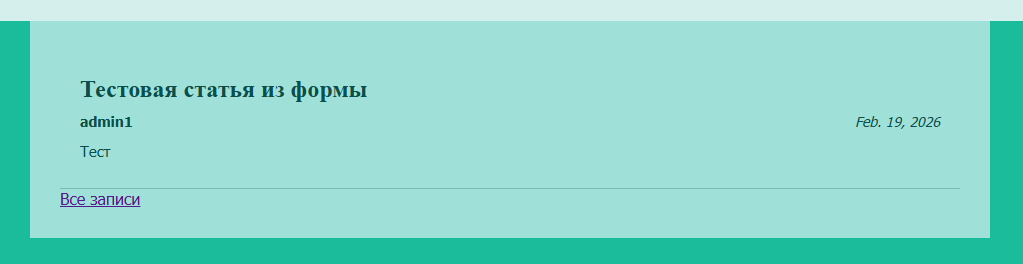 Тестовая статья из формы
admin1 Feb. 19, 2026
Тест
Все записи